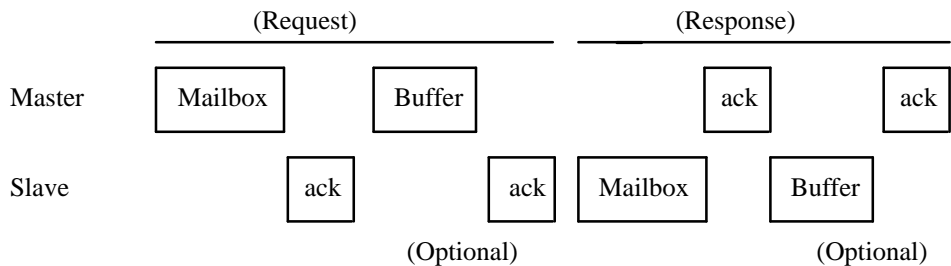 (Request) (Response)
Master Mailbox Buffer ack ack
Slave ack ack Mailbox Buffer
(Optional) (Optional)